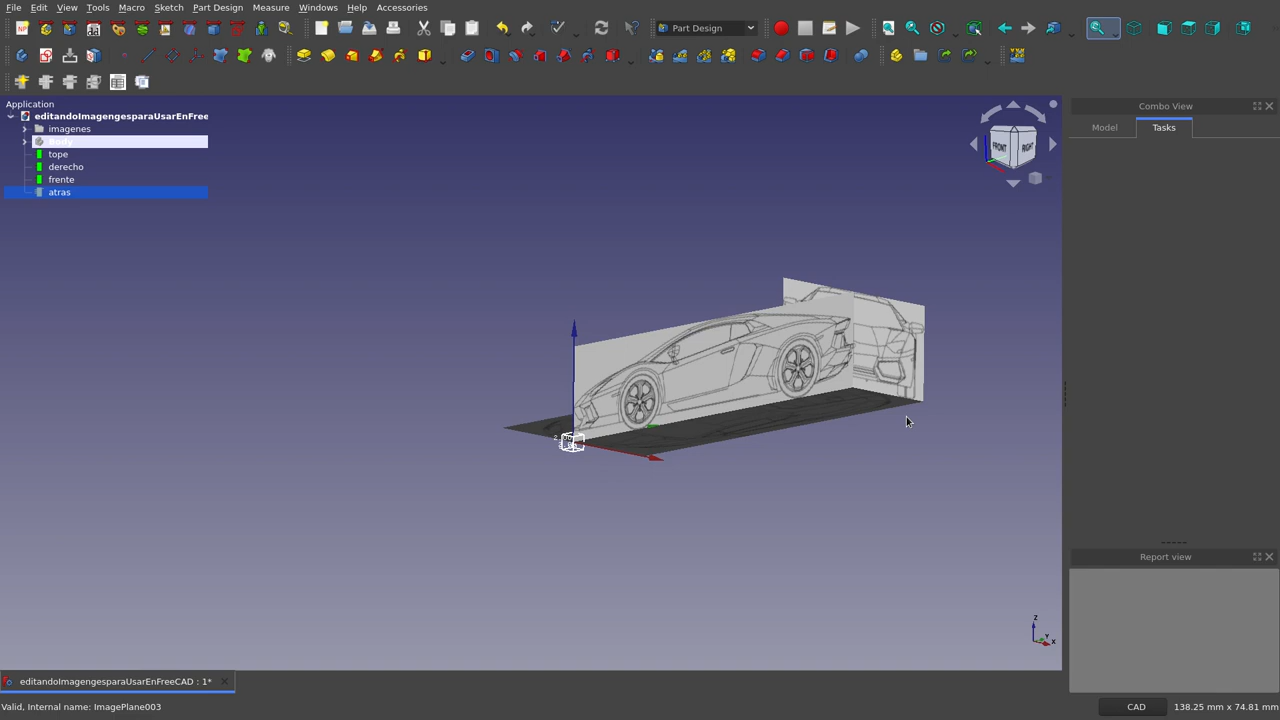 File Edit View Tools Macro Sketch Part Design Measure Windows Help Accessories
Part Design
Application
editandoImagengesparaUsarEnFree
imagenes
Body
tope
derecho
frente
atras
FRONT RIGHT
Combo View
Model Tasks
Report view
Z
Y
X
editandoImagengesparaUsarEnFreeCAD : 1*
Valid, Internal name: ImagePlane003
CAD 138.25 mm x 74.81 mm